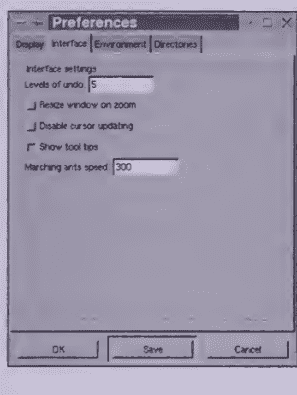 Preferences
Display Interface Environment Directories
Interface settings
Levels of undo: 5
Resize window on zoom
Disable cursor updating
Show tool tips
Marching ants speed: 300
OK Save Cancel